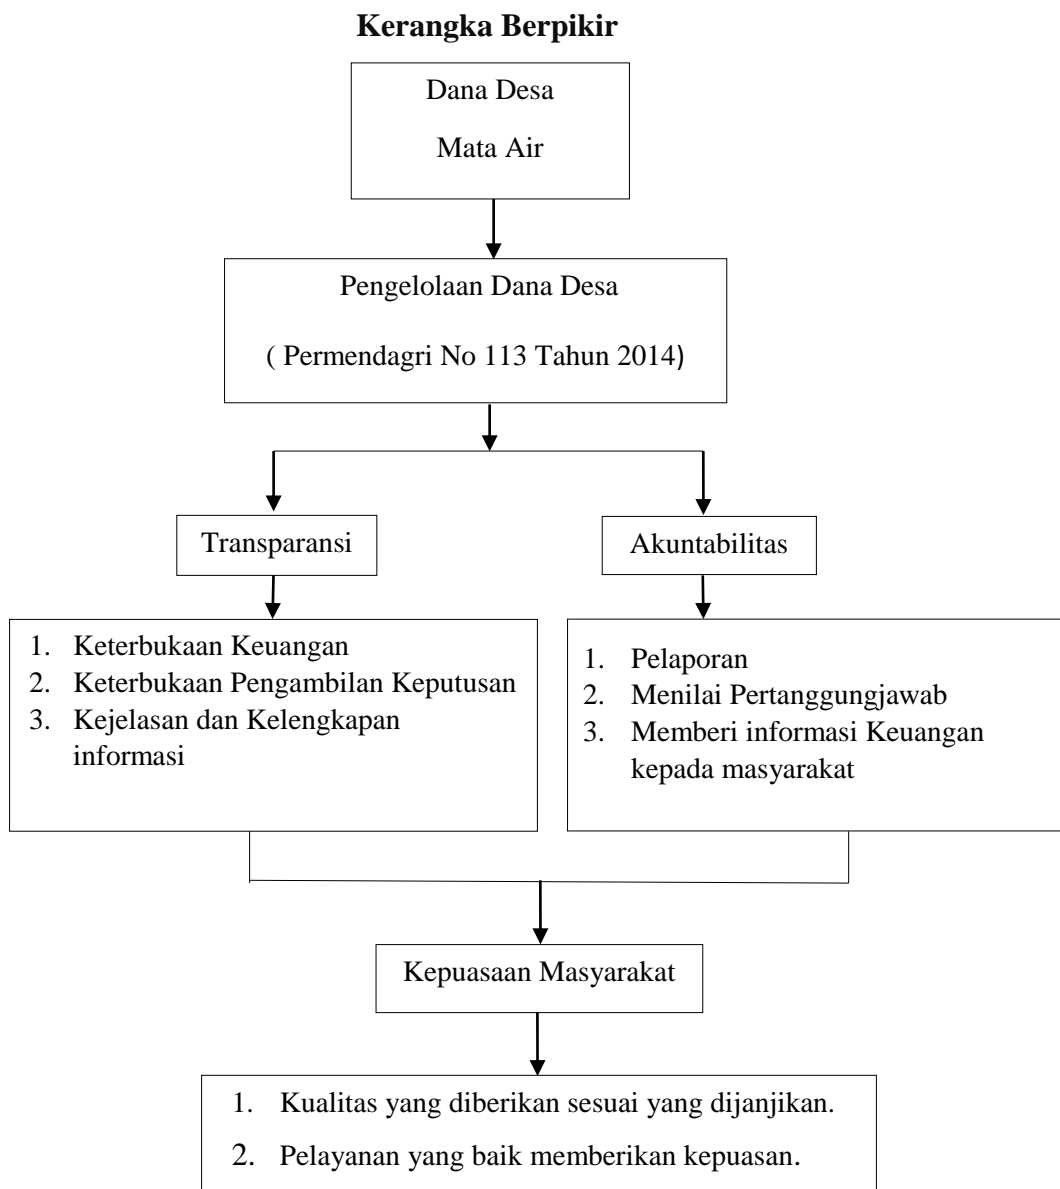 Kerangka Berpikir
Dana Desa
Mata Air
Pengelolaan Dana Desa
( Permendagri No 113 Tahun 2014)
Transparansi
Akuntabilitas
1. Keterbukaan Keuangan
2. Keterbukaan Pengambilan Keputusan
3. Kejelasan dan Kelengkapan
informasi
1. Pelaporan
2. Menilai Pertanggungjawab
3. Memberi informasi Keuangan
kepada masyarakat
Kepuasaan Masyarakat
1. Kualitas yang diberikan sesuai yang dijanjikan.
2. Pelayanan yang baik memberikan kepuasan.